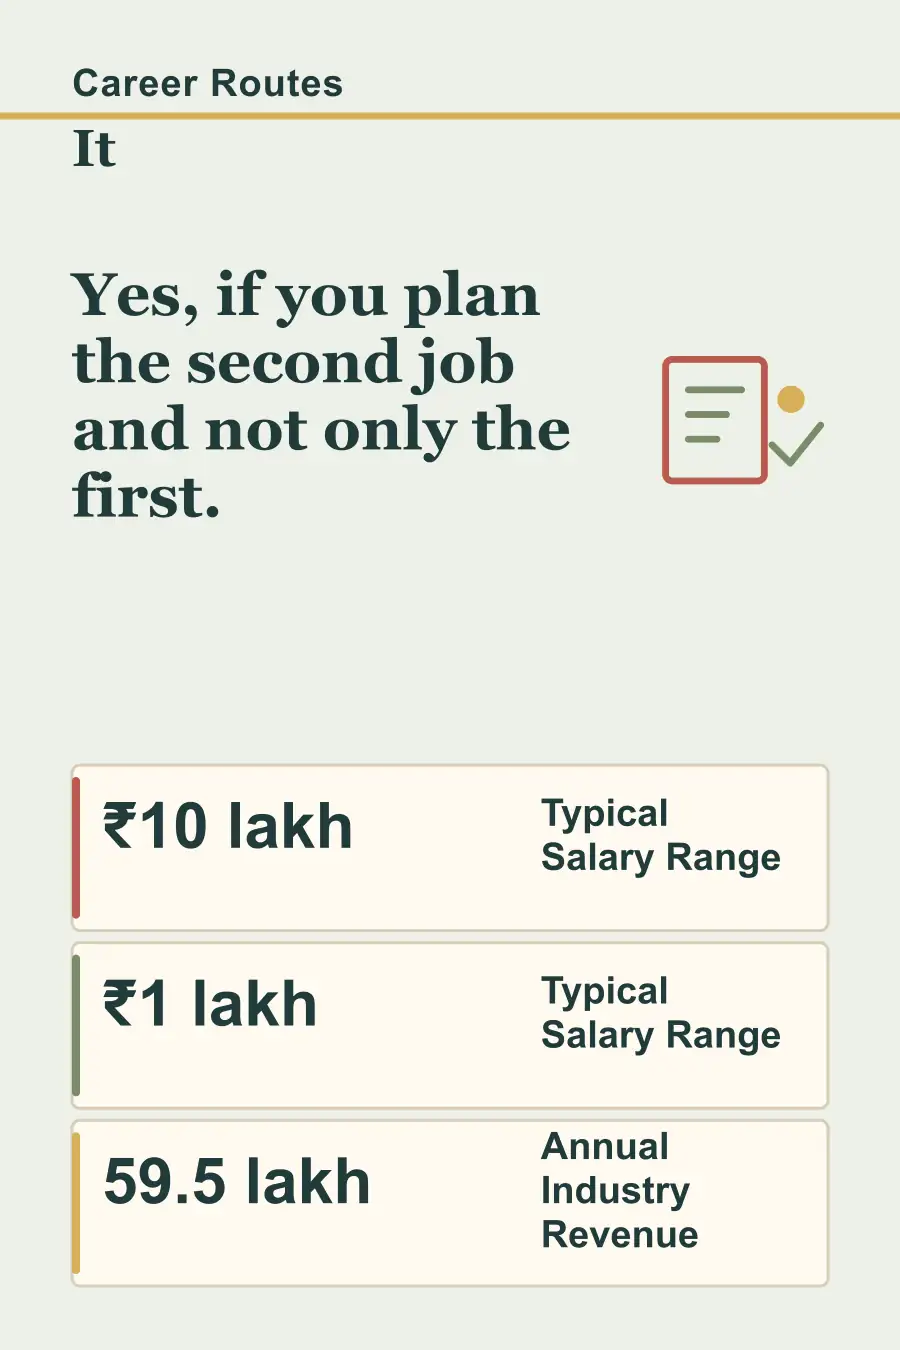 Career Routes
It
Yes, if you plan
the second job
and not only the
first.
₹10 lakh
Typical
Salary Range
₹1 lakh
Typical
Salary Range
59.5 lakh
Annual
Industry
Revenue